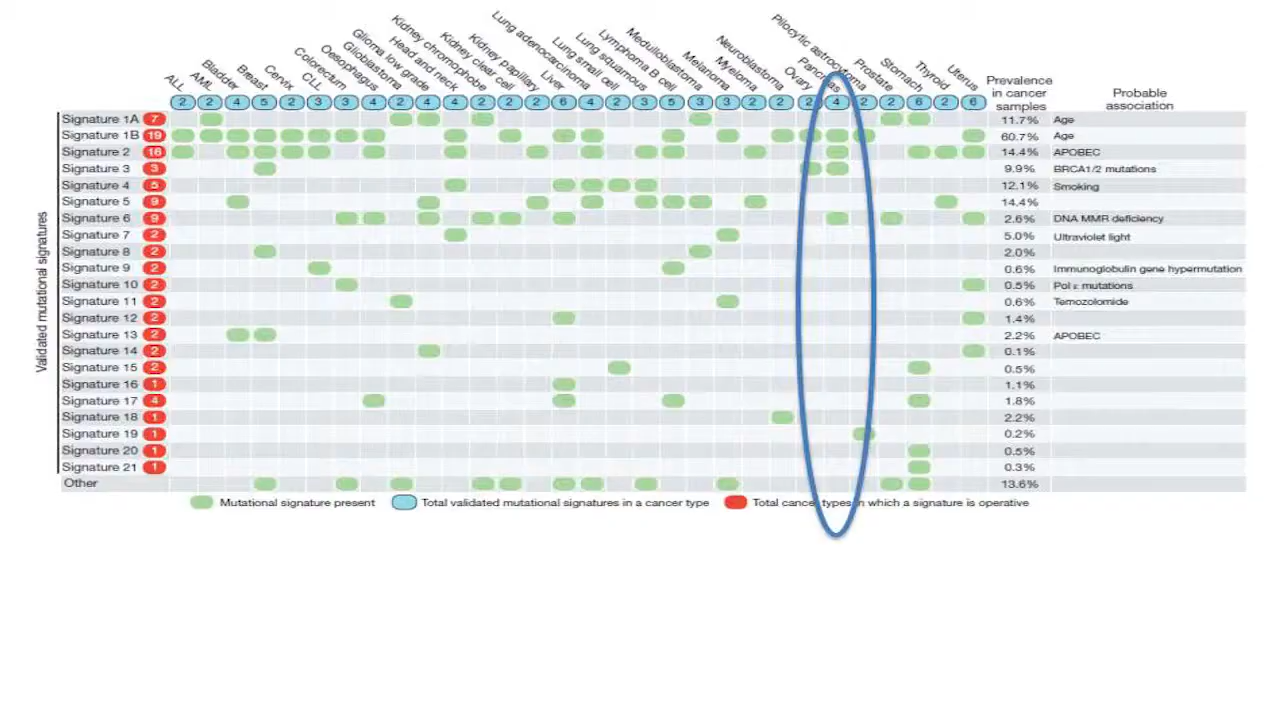 ALL
AML
Bladder
Breast
Cervix
CLL
Colorectum
Oesophagus
Glioblastoma
Glioma low grade
Head and neck
Kidney chromophobe
Kidney clear cell
Kidney papillary
Liver
Lung adenocarcinoma
Lung small cell
Lung squamous
Lymphoma B cell
Medulloblastoma
Melanoma
Myeloma
Neuroblastoma
Ovary
Pancreas
Pilocytic astrocytoma
Prostate
Stomach
Thyroid
Uterus
Prevalence in cancer samples
Probable association
2 2 4 5 2 3 3 4 2 2 4 2 2 2 6 4 2 3 5 3 3 2 2 2 4 2 2 6 2 6
Validated mutational signatures
Signature 1A 7 11.7% Age
Signature 1B 19 60.7% Age
Signature 2 16 14.4% APOBEC
Signature 3 3 9.9% BRCA1/2 mutations
Signature 4 5 12.1% Smoking
Signature 5 9 14.4%
Signature 6 9 2.6% DNA MMR deficiency
Signature 7 2 5.0% Ultraviolet light
Signature 8 2 2.0%
Signature 9 2 0.6% Immunoglobulin gene hypermutation
Signature 10 2 0.5% Pol ε mutations
Signature 11 2 0.6% Temozolomide
Signature 12 2 1.4%
Signature 13 2 2.2% APOBEC
Signature 14 2 0.1%
Signature 15 2 0.5%
Signature 16 1 1.1%
Signature 17 4 1.8%
Signature 18 1 2.2%
Signature 19 1 0.2%
Signature 20 1 0.5%
Signature 21 1 0.3%
Other 13.6%
Mutational signature present
Total validated mutational signatures in a cancer type
Total cancer types in which a signature is operative